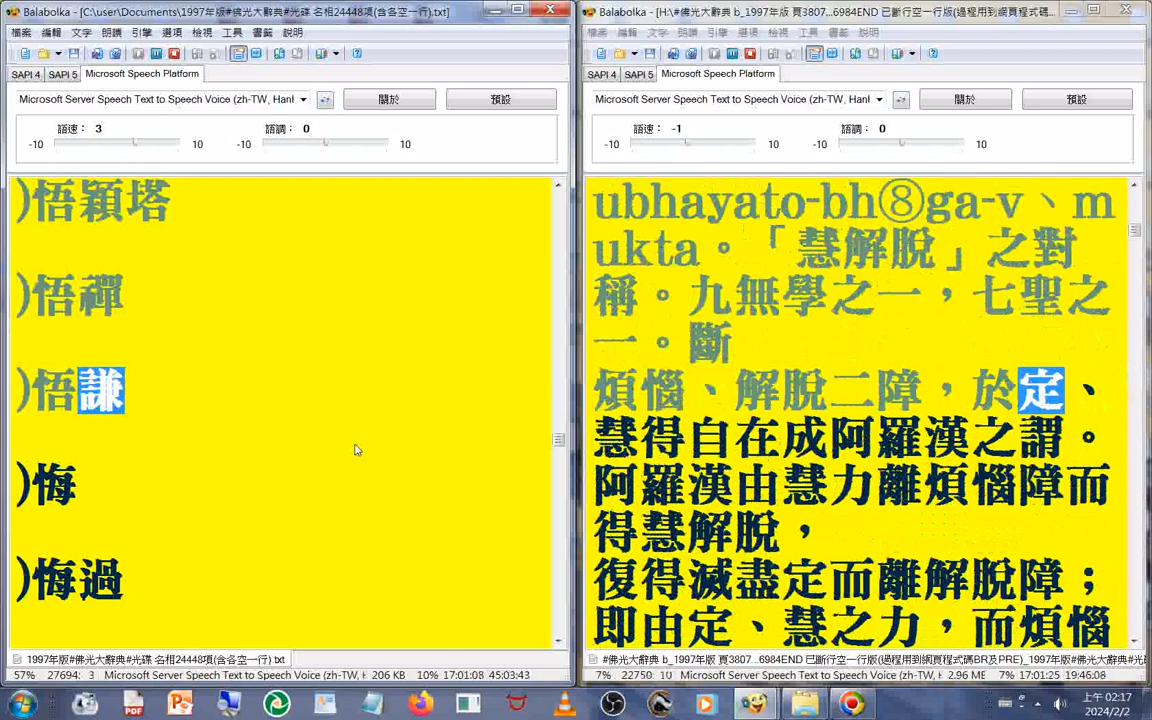 Balabolka - [C:\user\Documents\1997年版#佛光大辭典#光碟 名相24448項(含各空一行).txt]
檔案 編輯 文字 朗讀 引擎 選項 檢視 工具 書籤 說明
SAPI 4 SAPI 5 Microsoft Speech Platform
Microsoft Server Speech Text to Speech Voice (zh-TW, Hanl 關於 預設
語速： 3 語調： 0
-10 10 -10 10
)悟穎塔
)悟禪
)悟謙
)悔
)悔過
1997年版#佛光大辭典#光碟 名相24448項(含各空一行).txt
57% 27694: 3 Microsoft Server Speech Text to Speech Voice (zh-TW, H 206 KB 10% 17:01:08 45:03:43
Balabolka - [H:\#佛光大辭典 b_1997年版 頁3807...6984END 已斷行空一行版(過程用到網頁程式碼...
檔案 編輯 文字 朗讀 引擎 選項 檢視 工具 書籤 說明
SAPI 4 SAPI 5 Microsoft Speech Platform
Microsoft Server Speech Text to Speech Voice (zh-TW, Hanl 關於 預設
語速： -1 語調： 0
-10 10 -10 10
ubhayato-bh⑧ga-v丶m
ukta。「慧解脫」之對
稱。九無學之一，七聖之
一。斷
煩惱、解脫二障，於定、
慧得自在成阿羅漢之謂。
阿羅漢由慧力離煩惱障而
得慧解脫，
復得滅盡定而離解脫障；
即由定、慧之力，而煩惱
#佛光大辭典 b_1997年版 頁3807...6984END 已斷行空一行版(過程用到網頁程式碼BR及PRE)_1997年版#光
7% 22750: 10 Microsoft Server Speech Text to Speech Voice (zh-TW, H 2.96 ME 7% 17:01:25 19:46:08
上午 02:17
2024/2/2